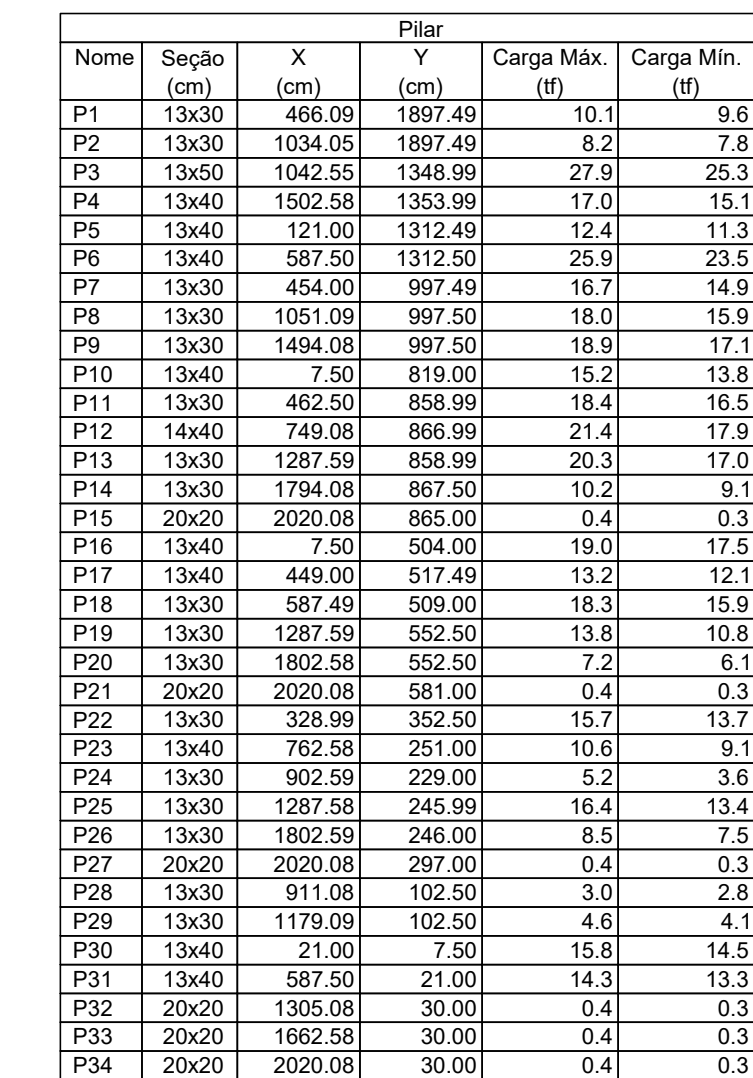 Pilar
Nome Seção X Y Carga Máx. Carga Mín.
(cm) (cm) (cm) (tf) (tf)
P1 13x30 466.09 1897.49 10.1 9.6
P2 13x30 1034.05 1897.49 8.2 7.8
P3 13x50 1042.55 1348.99 27.9 25.3
P4 13x40 1502.58 1353.99 17.0 15.1
P5 13x40 121.00 1312.49 12.4 11.3
P6 13x40 587.50 1312.50 25.9 23.5
P7 13x30 454.00 997.49 16.7 14.9
P8 13x30 1051.09 997.50 18.0 15.9
P9 13x30 1494.08 997.50 18.9 17.1
P10 13x40 7.50 819.00 15.2 13.8
P11 13x30 462.50 858.99 18.4 16.5
P12 14x40 749.08 866.99 21.4 17.9
P13 13x30 1287.59 858.99 20.3 17.0
P14 13x30 1794.08 867.50 10.2 9.1
P15 20x20 2020.08 865.00 0.4 0.3
P16 13x40 7.50 504.00 19.0 17.5
P17 13x40 449.00 517.49 13.2 12.1
P18 13x30 587.49 509.00 18.3 15.9
P19 13x30 1287.59 552.50 13.8 10.8
P20 13x30 1802.58 552.50 7.2 6.1
P21 20x20 2020.08 581.00 0.4 0.3
P22 13x30 328.99 352.50 15.7 13.7
P23 13x40 762.58 251.00 10.6 9.1
P24 13x30 902.59 229.00 5.2 3.6
P25 13x30 1287.58 245.99 16.4 13.4
P26 13x30 1802.59 246.00 8.5 7.5
P27 20x20 2020.08 297.00 0.4 0.3
P28 13x30 911.08 102.50 3.0 2.8
P29 13x30 1179.09 102.50 4.6 4.1
P30 13x40 21.00 7.50 15.8 14.5
P31 13x40 587.50 21.00 14.3 13.3
P32 20x20 1305.08 30.00 0.4 0.3
P33 20x20 1662.58 30.00 0.4 0.3
P34 20x20 2020.08 30.00 0.4 0.3